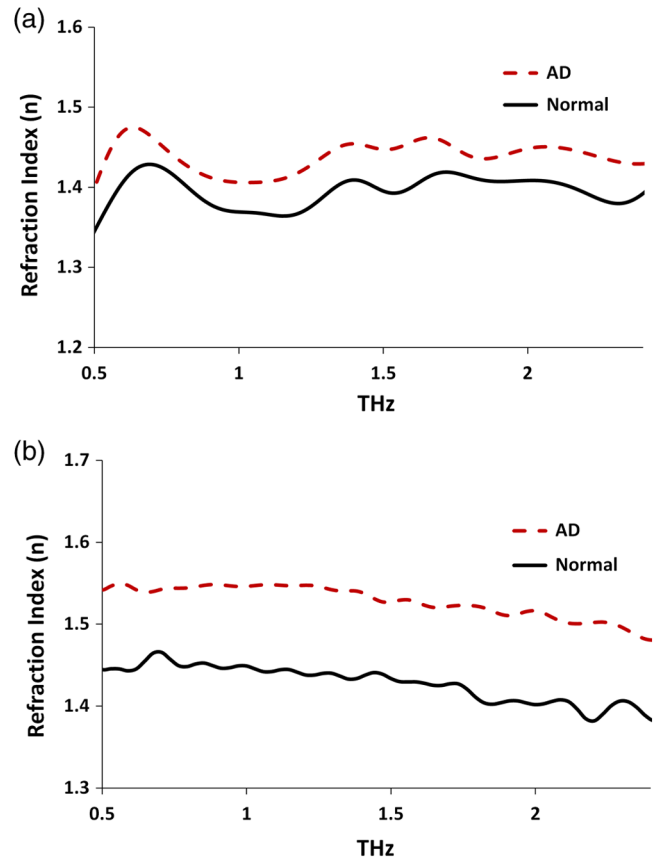 (a)
1.6
1.5
1.4
1.3
1.2
Refraction Index (n)
AD
Normal
0.5
1
1.5
2
THz
(b)
1.7
1.6
1.5
1.4
1.3
Refraction Index (n)
AD
Normal
0.5
1
1.5
2
THz